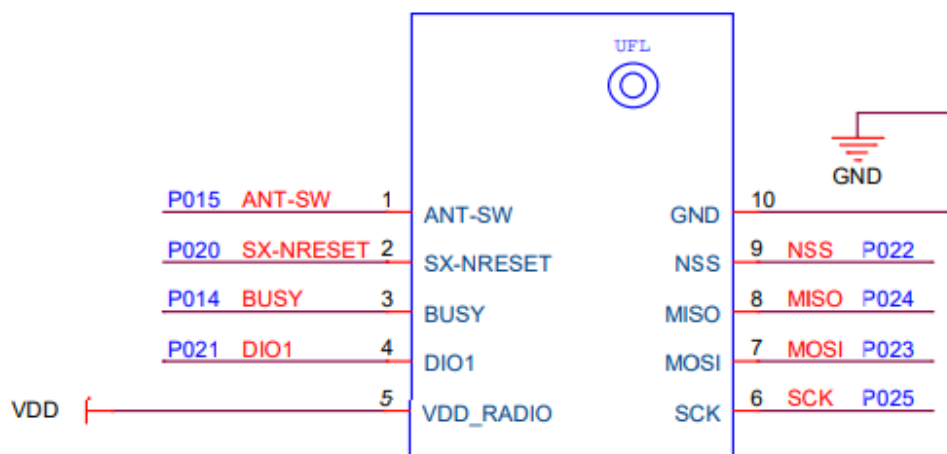 UFL
GND
P015 ANT-SW 1 ANT-SW GND 10
P020 SX-NRESET 2 SX-NRESET NSS 9 NSS P022
P014 BUSY 3 BUSY MISO 8 MISO P024
P021 DIO1 4 DIO1 MOSI 7 MOSI P023
VDD 5 VDD_RADIO SCK 6 SCK P025